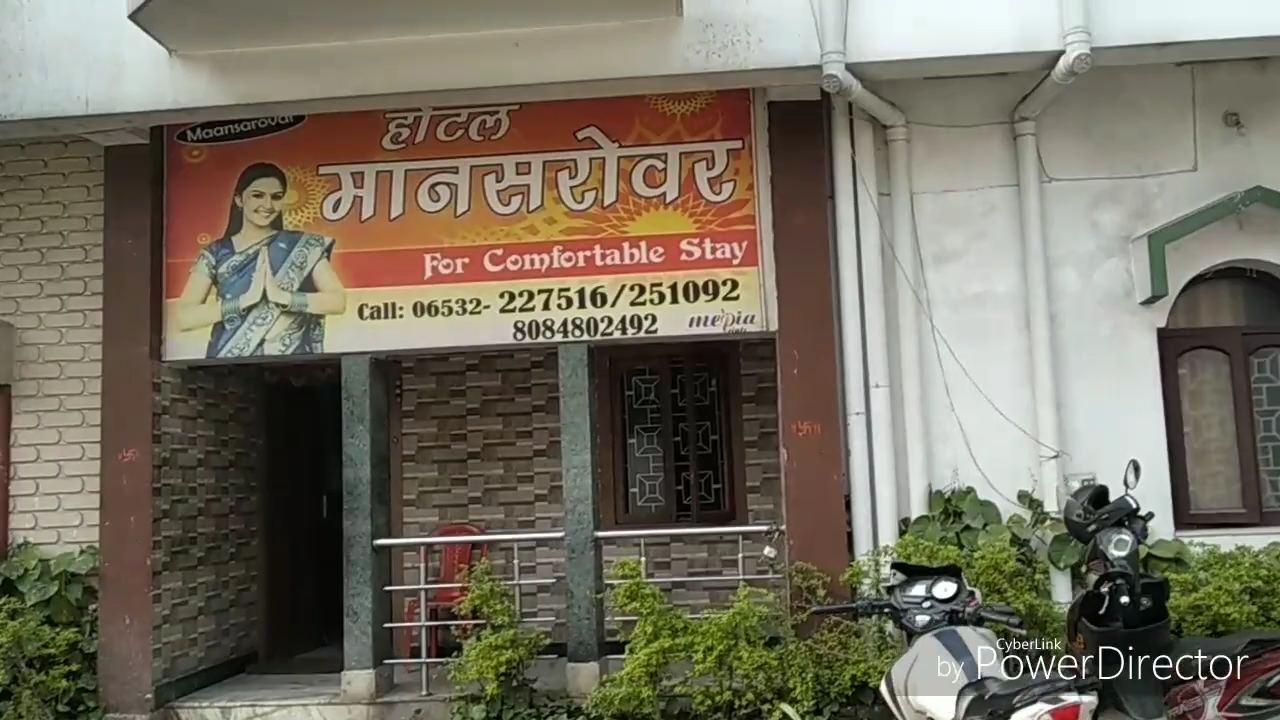 Maansarovar
होटल
मानसरोवर
For Comfortable Stay
Call: 06532- 227516/251092
8084802492
CyberLink
by PowerDirector